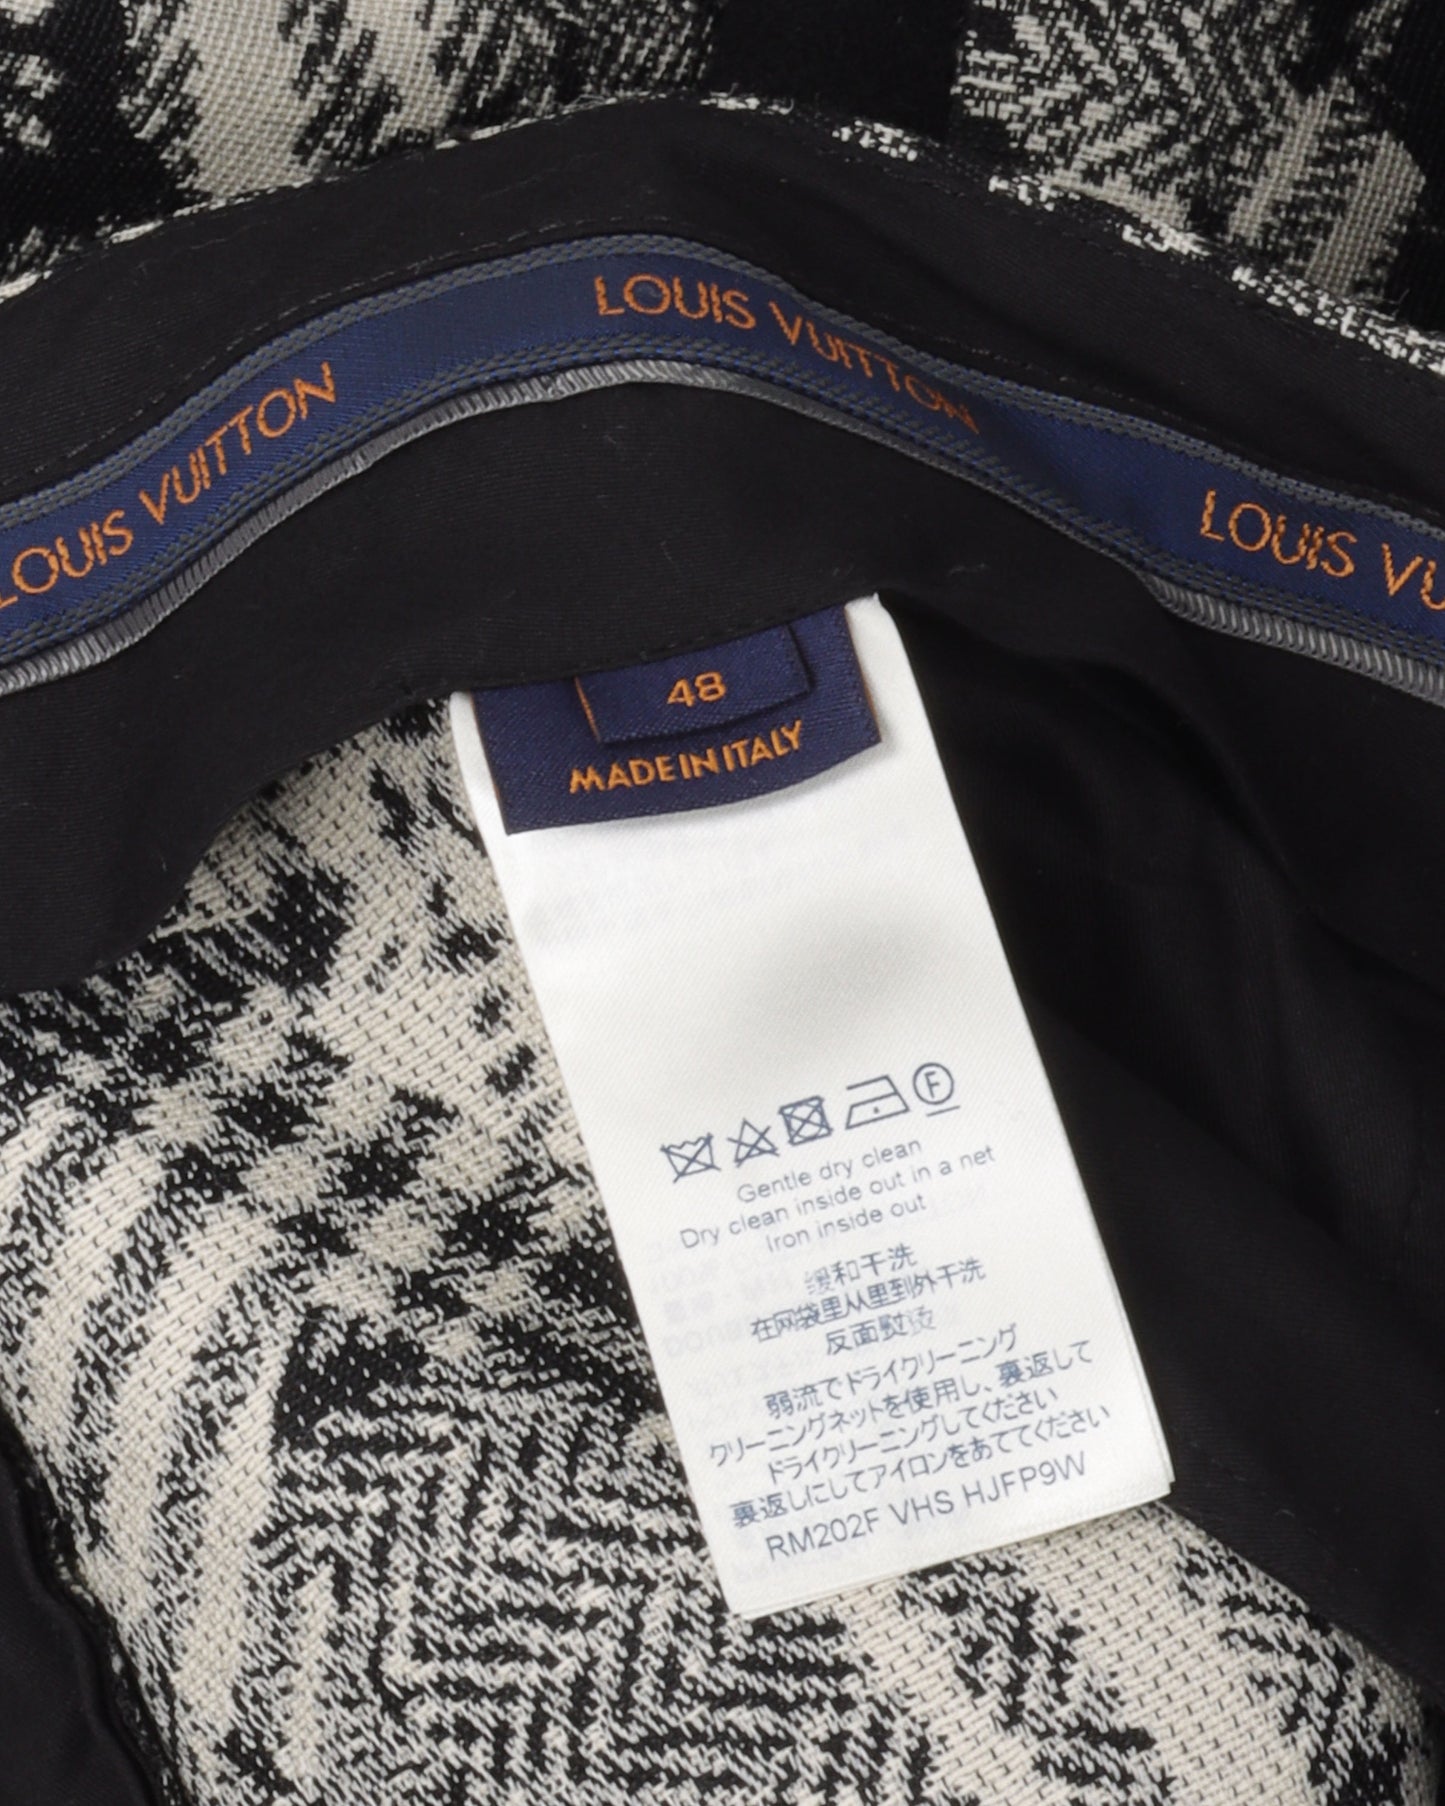 LOUIS VUITTON
LOUIS VUITTON
LOUIS VU
48
MADE IN ITALY
F
Gentle dry clean
Dry clean inside out in a net
Iron inside out
缓和干洗
在网袋里从里到外干洗
反面熨烫
弱流でドライクリーニング
クリーニングネットを使用し、裏返して
ドライクリーニングしてください
裏返しにしてアイロンをあててください
RM202F VHS HJFP9W